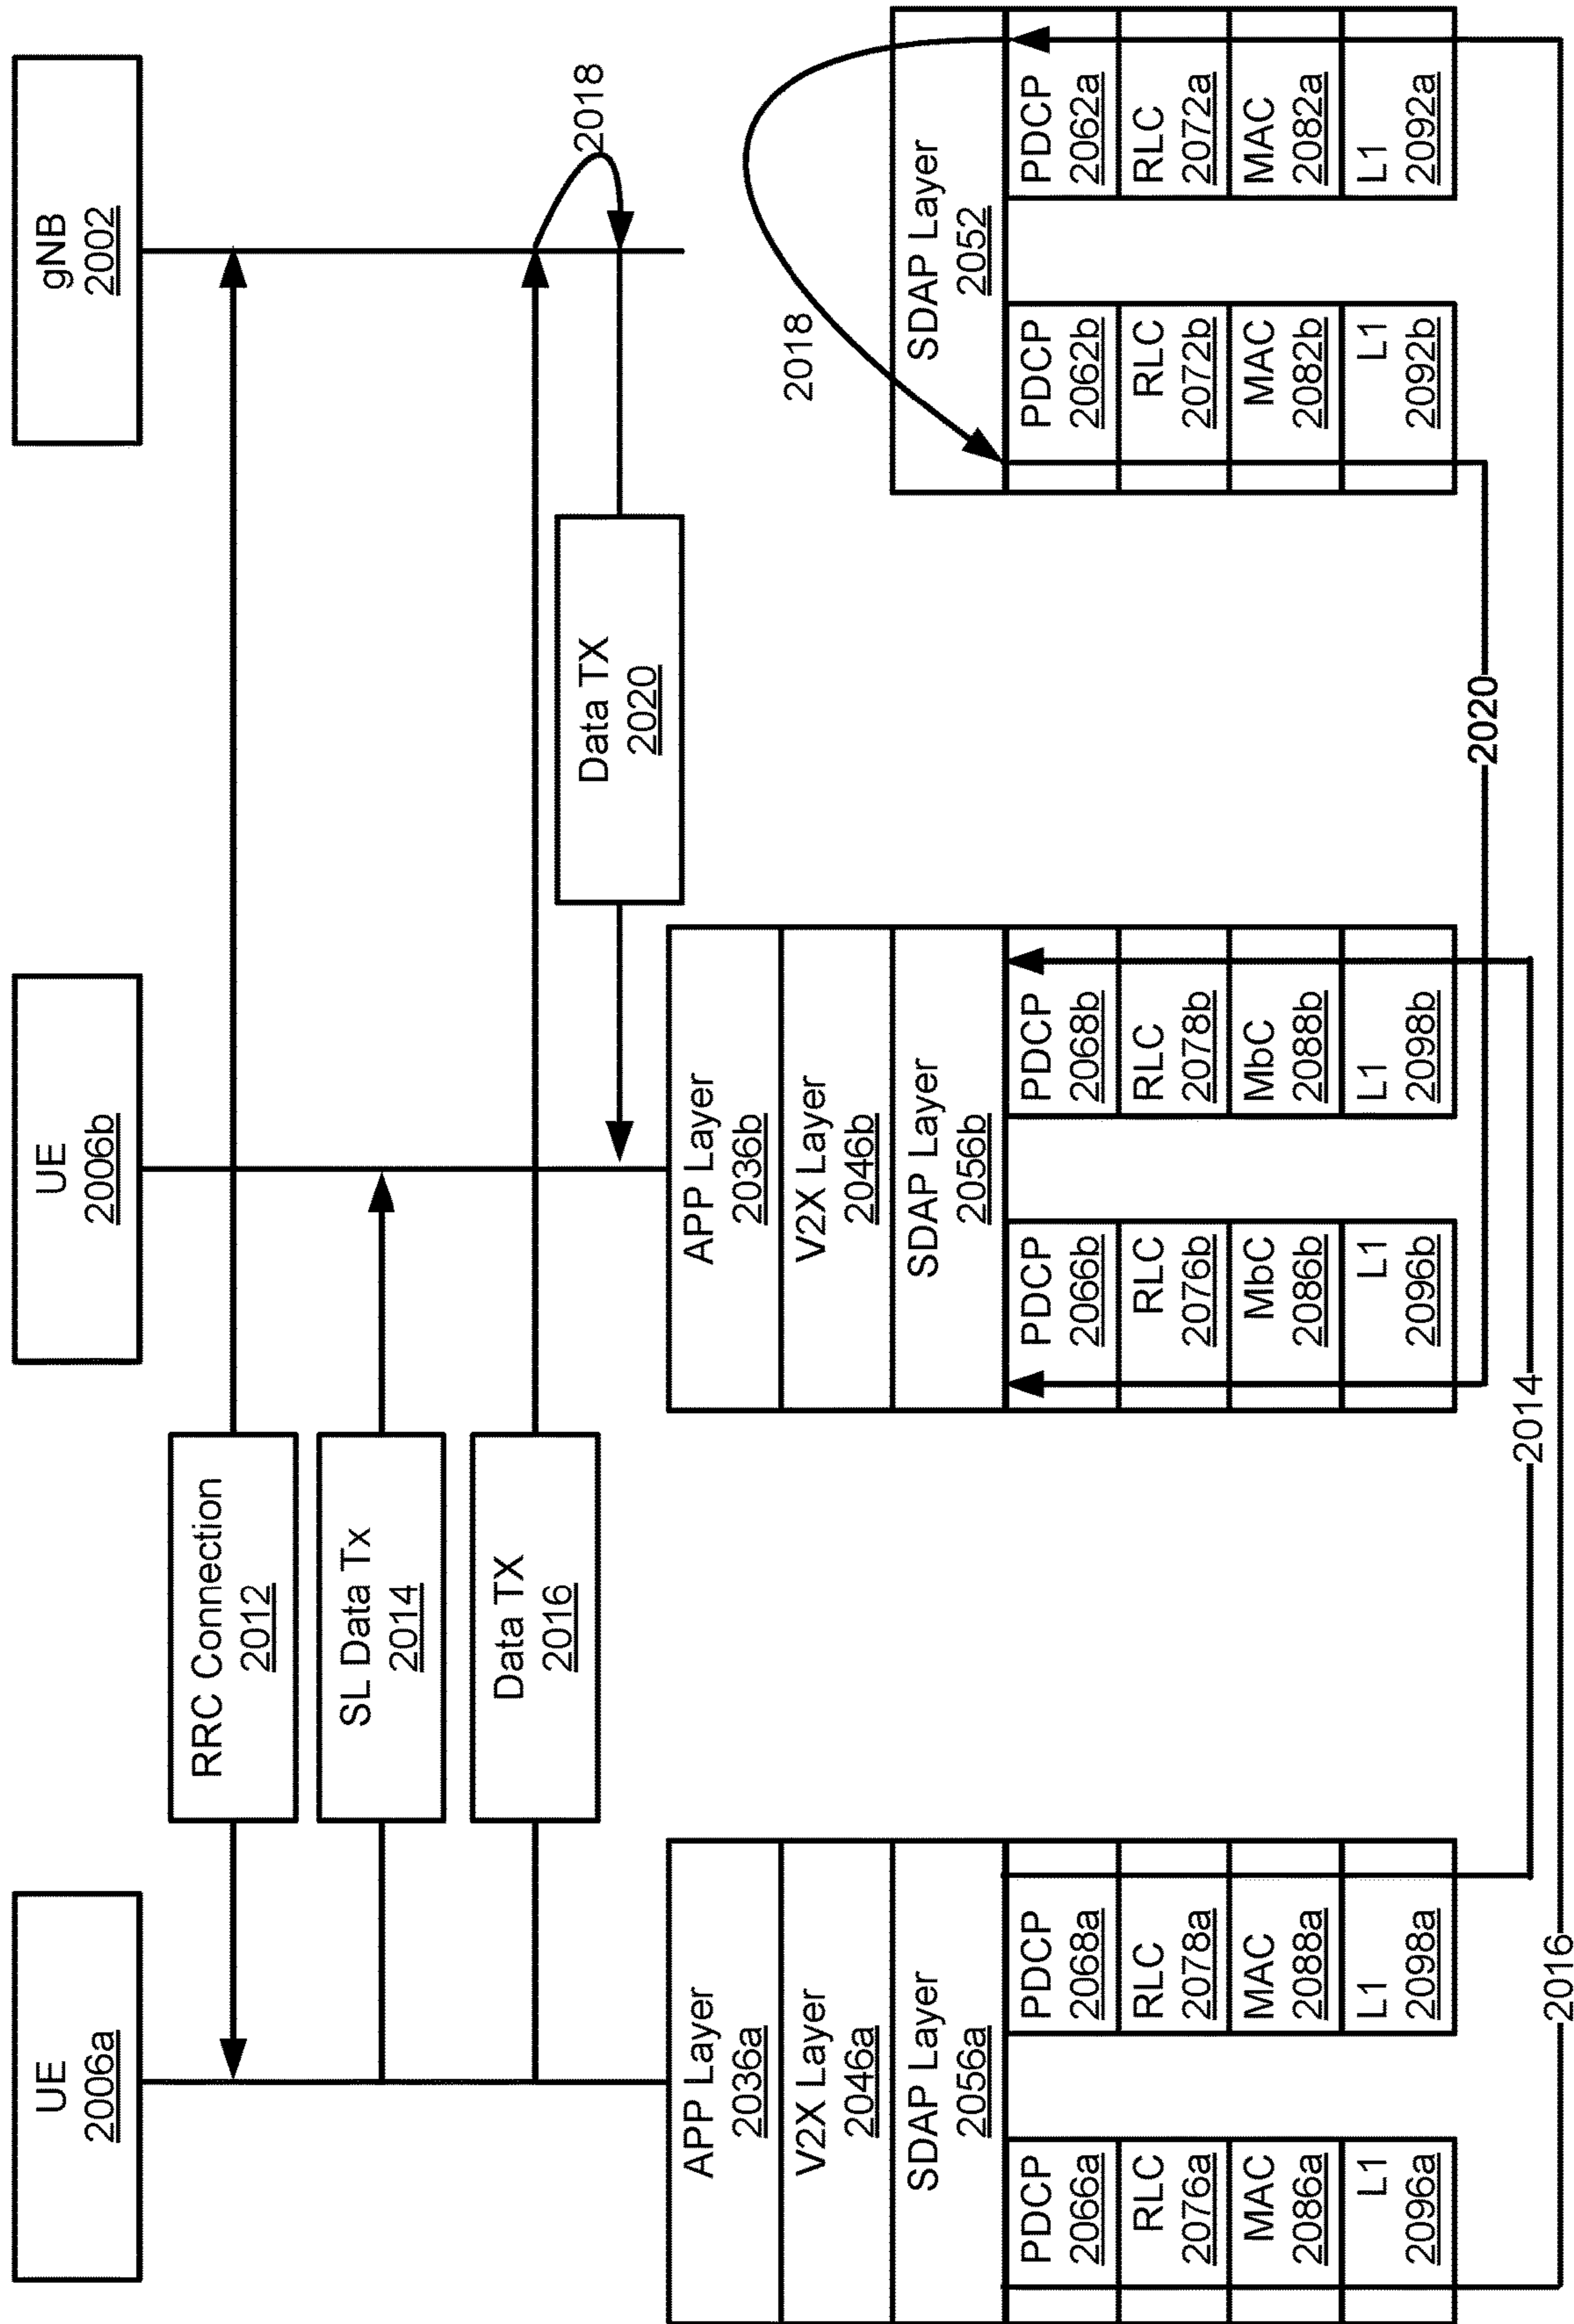 UE
2006a
UE
2006b
gNB
2002
RRC Connection
2012
SL Data Tx
2014
Data TX
2016
2018
Data TX
2020
APP Layer
2036a
V2X Layer
2046a
SDAP Layer
2056a
PDCP
2066a
RLC
2076a
MAC
2086a
L1
2096a
PDCP
2068a
RLC
2078a
MAC
2088a
L1
2098a
APP Layer
2036b
V2X Layer
2046b
SDAP Layer
2056b
PDCP
2066b
RLC
2076b
MbC
2086b
L1
2096b
PDCP
2068b
RLC
2078b
MbC
2088b
L1
2098b
2018
SDAP Layer
2052
PDCP
2062b
RLC
2072b
MAC
2082b
L1
2092b
PDCP
2062a
RLC
2072a
MAC
2082a
L1
2092a
2020
2014
2016